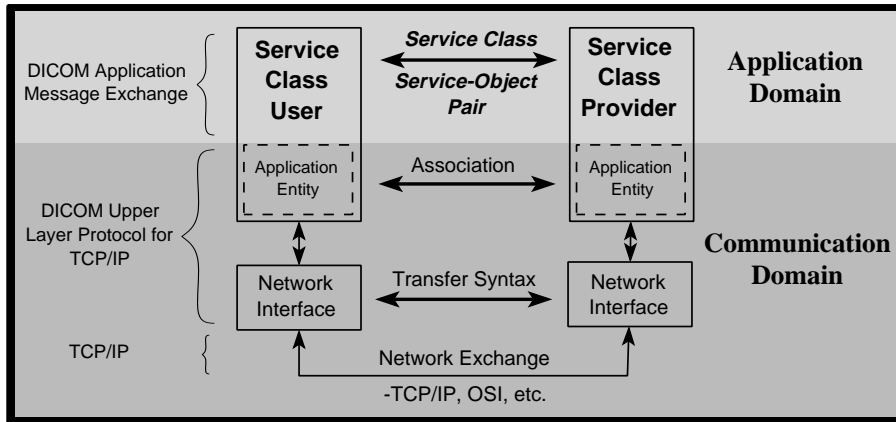 DICOM Application
Message Exchange
Service
Class
User
Service Class
Service-Object
Pair
Service
Class
Provider
Application
Domain
DICOM Upper
Layer Protocol for
TCP/IP
Application
Entity
Association
Application
Entity
Communication
Domain
Network
Interface
Transfer Syntax
Network
Interface
TCP/IP
Network Exchange
-TCP/IP, OSI, etc.